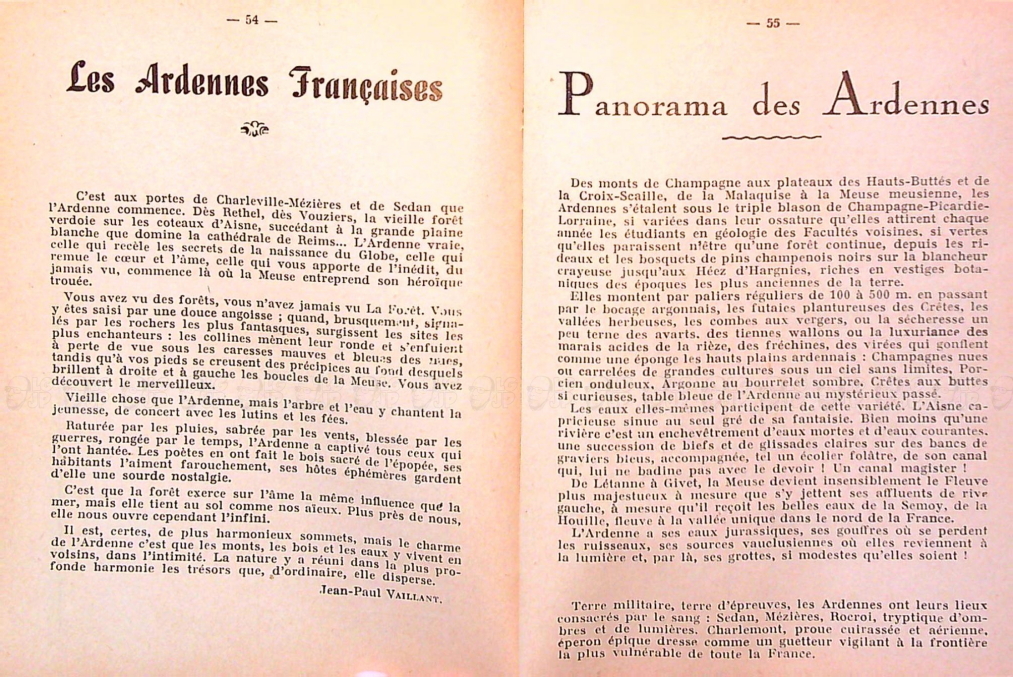 — 54 —
Les Ardennes Françaises
C'est aux portes de Charleville-Mézières et de Sedan que
l'Ardenne commence. Dès Rethel, dès Vouziers, la vieille forêt
verdoie sur les coteaux d'Aisne, succédant à la grande plaine
blanche que domine la cathédrale de Reims... L'Ardenne vraie,
celle qui recèle les secrets de la naissance du Globe, celle qui
remue le cœur et l'âme, celle qui vous apporte de l'inédit, du
jamais vu, commence là où la Meuse entreprend son héroïque
trouée.
Vous avez vu des forêts, vous n'avez jamais vu La Forêt. Vous
y êtes saisi par une douce angoisse ; quand, brusquement, signa-
lés par les rochers les plus fantasques, surgissent les sites les
plus enchanteurs : les collines mènent leur ronde et s'enfuient
à perte de vue sous les caresses mauves et bleues des
tandis qu'à vos pieds se creusent des précipices au fond desquels
brillent à droite et à gauche les boucles de la Meuse. Vous avez
découvert le merveilleux.
Vieille chose que l'Ardenne, mais l'arbre et l'eau y chantent la
jeunesse, de concert avec les lutins et les fées.
Raturée par les pluies, sabrée par les vents, blessée par les
guerres, rongée par le temps, l'Ardenne a captivé tous ceux qui
l'ont hantée. Les poètes en ont fait le bois sacré de l'épopée, ses
habitants l'aiment farouchement, ses hôtes éphémères gardent
d'elle une sourde nostalgie.
C'est que la forêt exerce sur l'âme la même influence que la
mer, mais elle tient au sol comme nos aïeux. Plus près de nous,
elle nous ouvre cependant l'infini.
Il est, certes, de plus harmonieux sommets, mais le charme
de l'Ardenne c'est que les monts, les bois et les eaux y vivent en
voisins, dans l'intimité. La nature y a réuni dans la plus pro-
fonde harmonie les trésors que, d'ordinaire, elle disperse.
Jean-Paul VAILLANT.
— 55 —
Panorama des Ardennes
Des monts de Champagne aux plateaux des Hauts-Buttés et de
la Croix-Scaille, de la Malaquise à la Meuse meusienne, les
Ardennes s'étalent sous le triple blason de Champagne-Picardie-
Lorraine, si variées dans leur ossature qu'elles attirent chaque
année les étudiants en géologie des Facultés voisines, si vertes
qu'elles paraissent n'être qu'une forêt continue, depuis les ri-
deaux et les bosquets de pins champenois noirs sur la blancheur
crayeuse jusqu'aux Héez d'Hargnies, riches en vestiges bota-
niques des époques les plus anciennes de la terre.
Elles montent par paliers réguliers de 100 à 500 m. en passant
par le bocage argonnais, les futaies plantureuses des Crêtes, les
vallées herbeuses, les combes aux vergers, ou la sécheresse un
peu terne des avarts, des tiennes wallons ou la luxuriance des
marais acides de la rièze, des fréchines, des virées qui gonflent
comme une éponge les hauts plains ardennais : Champagnes nues
ou carrelées de grandes cultures sous un ciel sans limites, Por-
cien onduleux, Argonne au bourrelet sombre, Crêtes aux buttes
si curieuses, table bleue de l'Ardenne au mystérieux passé.
Les eaux elles-mêmes participent de cette variété. L'Aisne ca-
pricieuse sinue au seul gré de sa fantaisie. Bien moins qu'une
rivière c'est un enchevêtrement d'eaux mortes et d'eaux courantes,
une succession de biefs et de glissades claires sur des bancs de
graviers bleus, accompagnée, tel un écolier folâtre, de son canal
qui, lui ne badine pas avec le devoir ! Un canal magister !
De Létanne à Givet, la Meuse devient insensiblement le Fleuve
plus majestueux à mesure que s'y jettent ses affluents de rive
gauche, à mesure qu'il reçoit les belles eaux de la Semoy, de la
Houille, fleuve à la vallée unique dans le nord de la France.
L'Ardenne a ses eaux jurassiques, ses gouffres où se perdent
les ruisseaux, ses sources vauclusiennes où elles reviennent à
la lumière et, par là, ses grottes, si modestes qu'elles soient !
Terre militaire, terre d'épreuves, les Ardennes ont leurs lieux
consacrés par le sang : Sedan, Mézières, Rocroi, tryptique d'om-
bres et de lumières. Charlemont, proue cuirassée et aérienne,
éperon épique dresse comme un guetteur vigilant à la frontière
la plus vulnérable de toute la France.